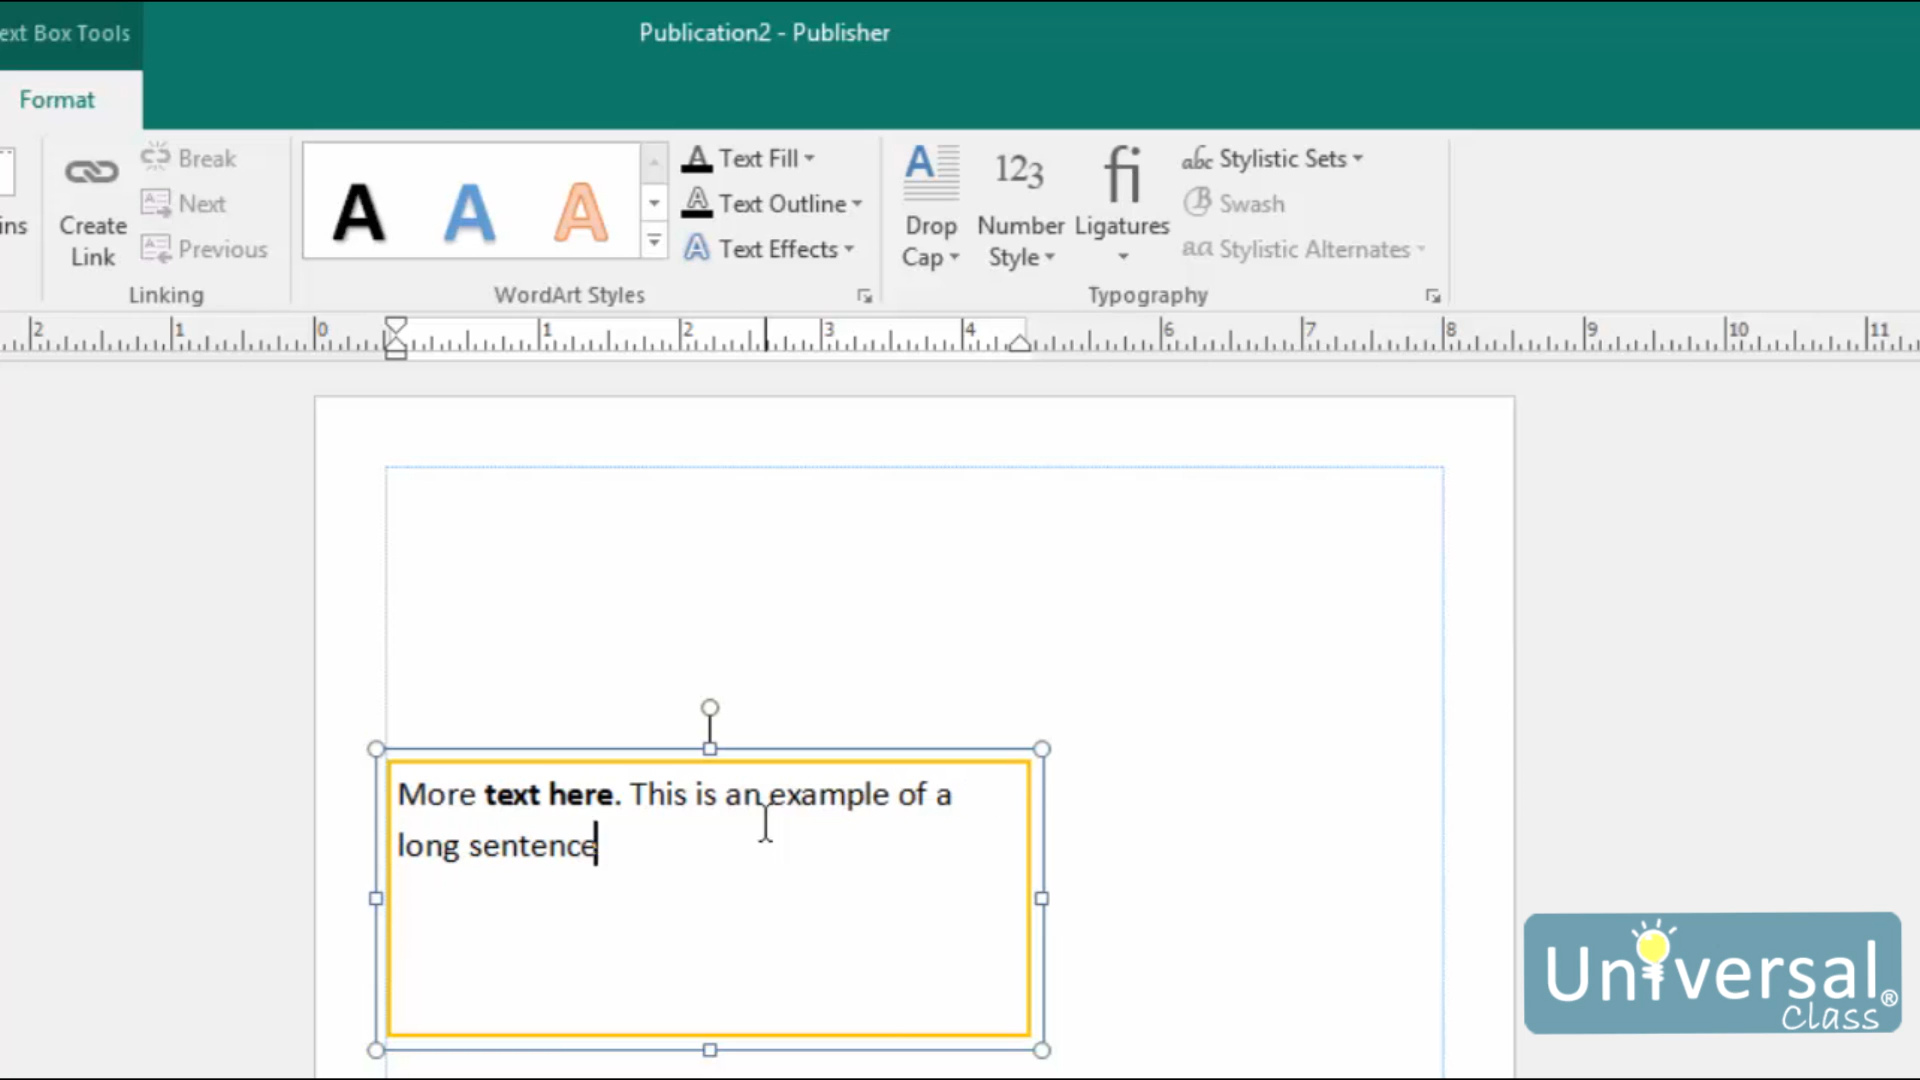 ext Box Tools
Publication2 - Publisher
Format
ins
Create
Link
Break
Next
Previous
Linking
A A A
WordArt Styles
Text Fill
Text Outline
Text Effects
Drop
Cap
123
Number
Style
fi
Ligatures
abc Stylistic Sets
Swash
aa Stylistic Alternates
Typography
2 1 0 1 2 3 4 6 7 8 9 10 11
More text here. This is an example of a
long sentence
Universal
Class®